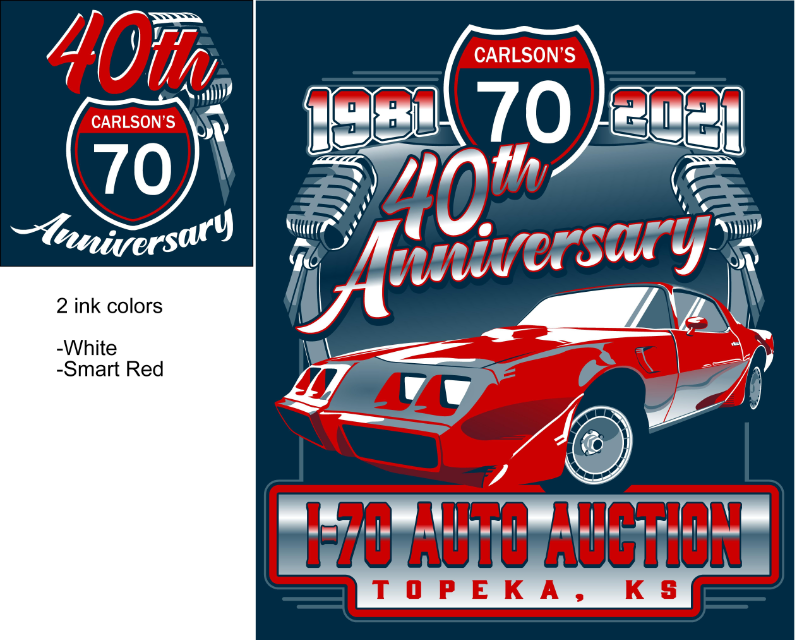 40th
CARLSON'S
70
Anniversary
2 ink colors
-White
-Smart Red
CARLSON'S
1981 70 2021
40th
Anniversary
I-70 AUTO AUCTION
TOPEKA, KS